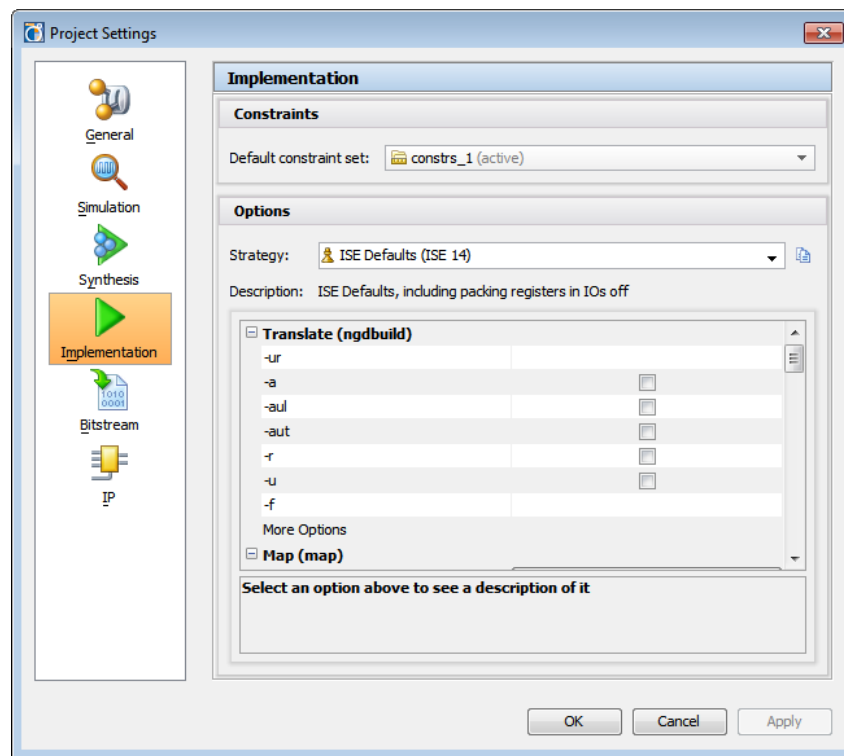 Project Settings
General
Simulation
Synthesis
Implementation
1010
0001
Bitstream
IP
Implementation
Constraints
Default constraint set: constrs_1 (active)
Options
Strategy: ISE Defaults (ISE 14)
Description: ISE Defaults, including packing registers in IOs off
Translate (ngdbuild)
-ur
-a
-aul
-aut
-r
-u
-f
More Options
Map (map)
Select an option above to see a description of it
OK Cancel Apply